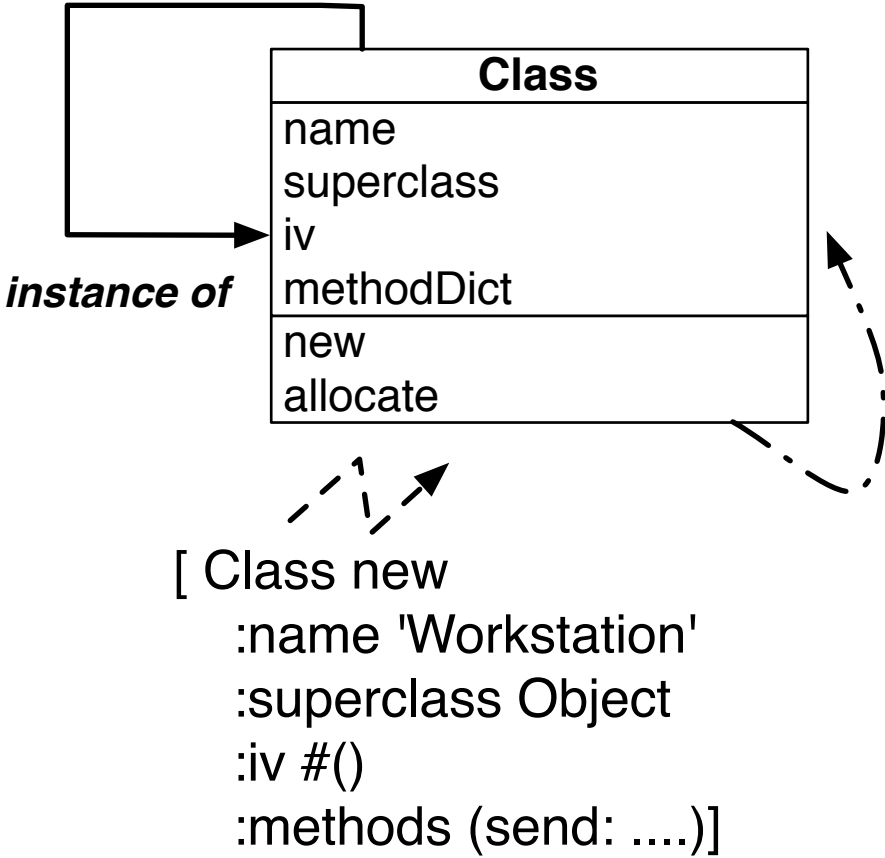 Class
name
superclass
iv
instance of
methodDict
new
allocate
[ Class new
:name 'Workstation'
:superclass Object
:iv #()
:methods (send: ....)]